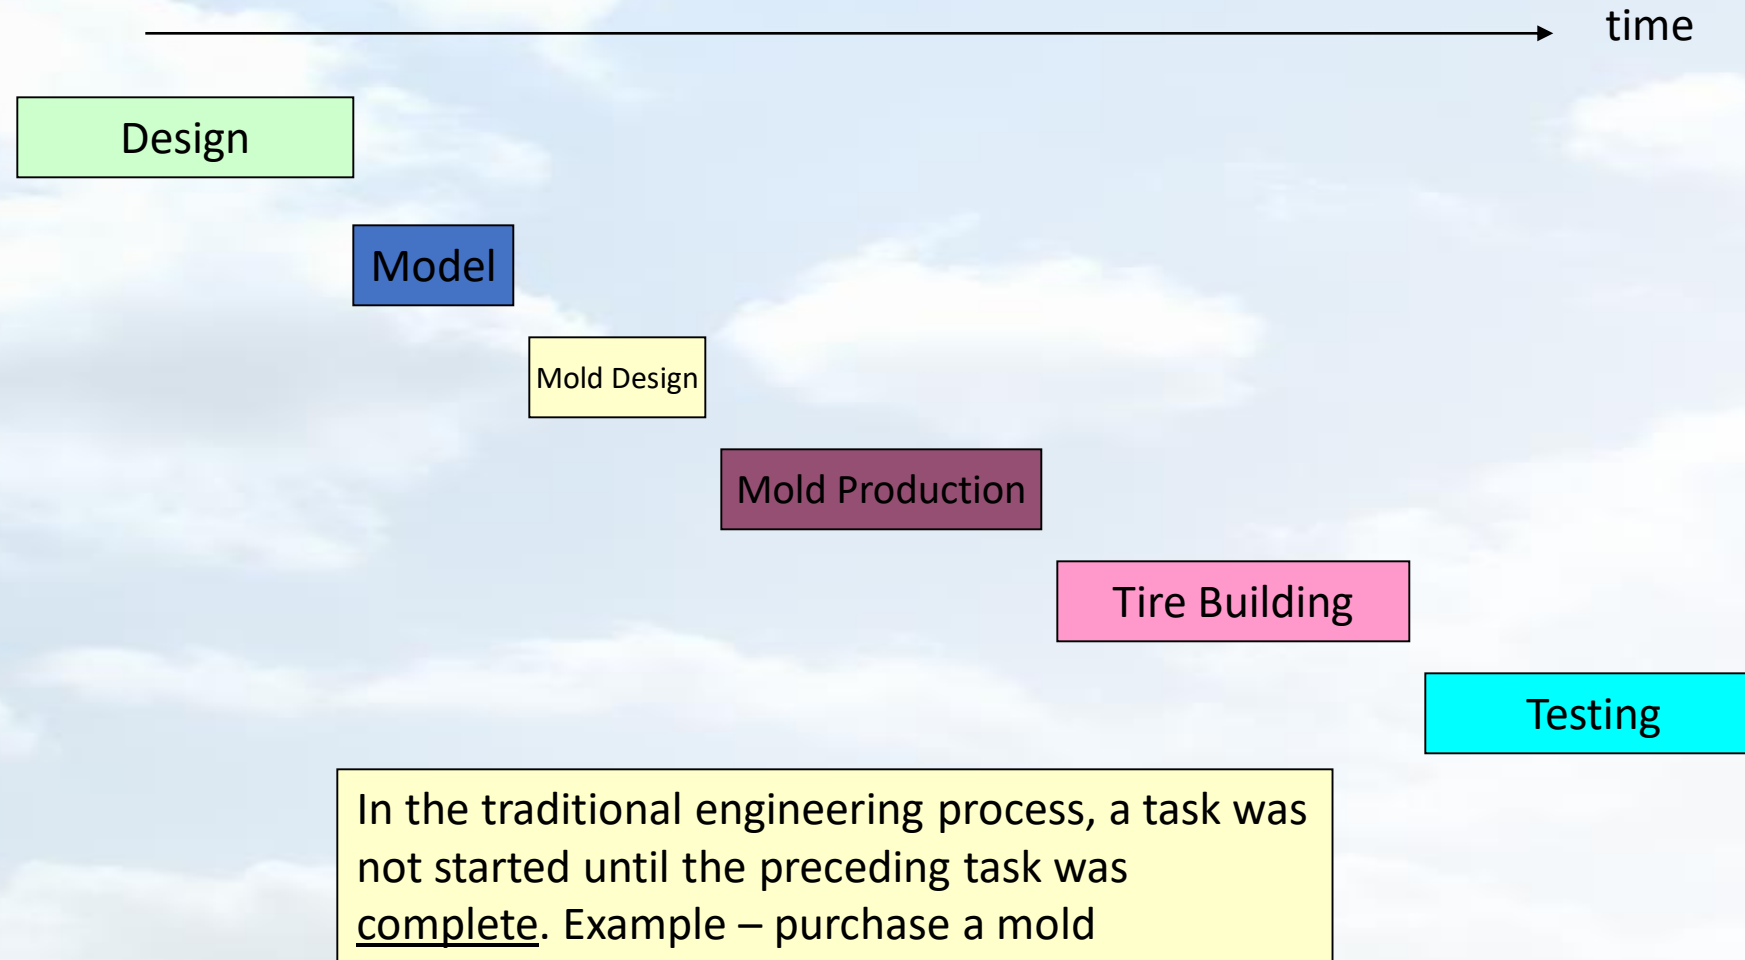 time
Design
Model
Mold Design
Mold Production
Tire Building
Testing
In the traditional engineering process, a task was
not started until the preceding task was
complete. Example – purchase a mold